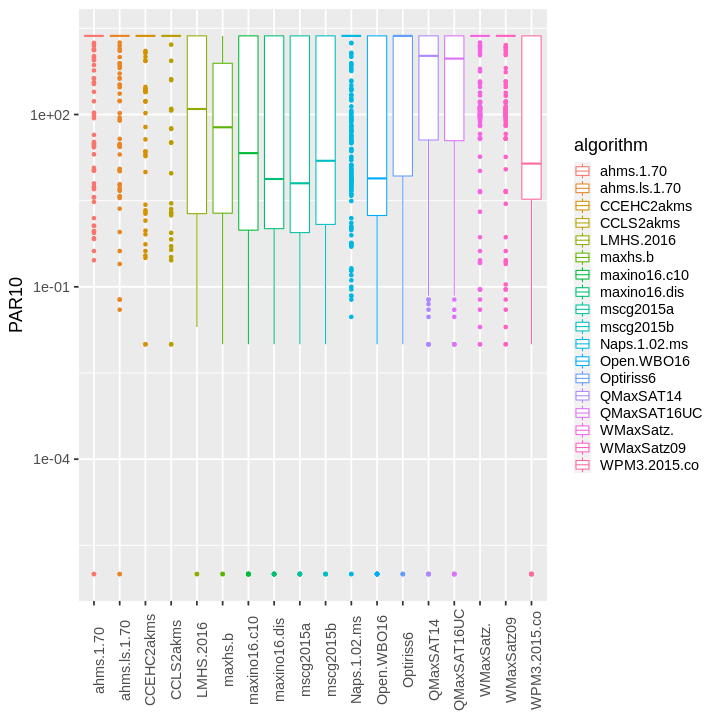 PAR10
1e+02
1e-01
1e-04
ahms.1.70
ahms.ls.1.70
CCEHC2akms
CCLS2akms
LMHS.2016
maxhs.b
maxino16.c10
maxino16.dis
mscg2015a
mscg2015b
Naps.1.02.ms
Open.WBO16
Optiriss6
QMaxSAT14
QMaxSAT16UC
WMaxSatz.
WMaxSatz09
WPM3.2015.co
algorithm
ahms.1.70
ahms.ls.1.70
CCEHC2akms
CCLS2akms
LMHS.2016
maxhs.b
maxino16.c10
maxino16.dis
mscg2015a
mscg2015b
Naps.1.02.ms
Open.WBO16
Optiriss6
QMaxSAT14
QMaxSAT16UC
WMaxSatz.
WMaxSatz09
WPM3.2015.co